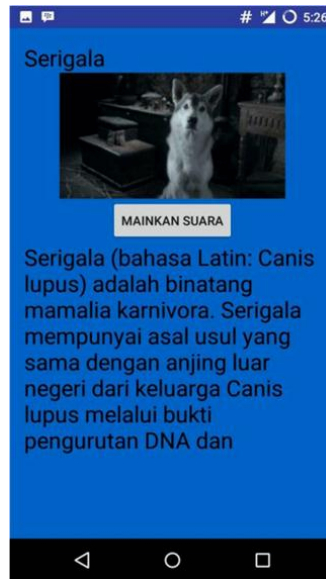 # H+ 5:26
Serigala
MAINKAN SUARA
Serigala (bahasa Latin: Canis
lupus) adalah binatang
mamalia karnivora. Serigala
mempunyai asal usul yang
sama dengan anjing luar
negeri dari keluarga Canis
lupus melalui bukti
pengurutan DNA dan